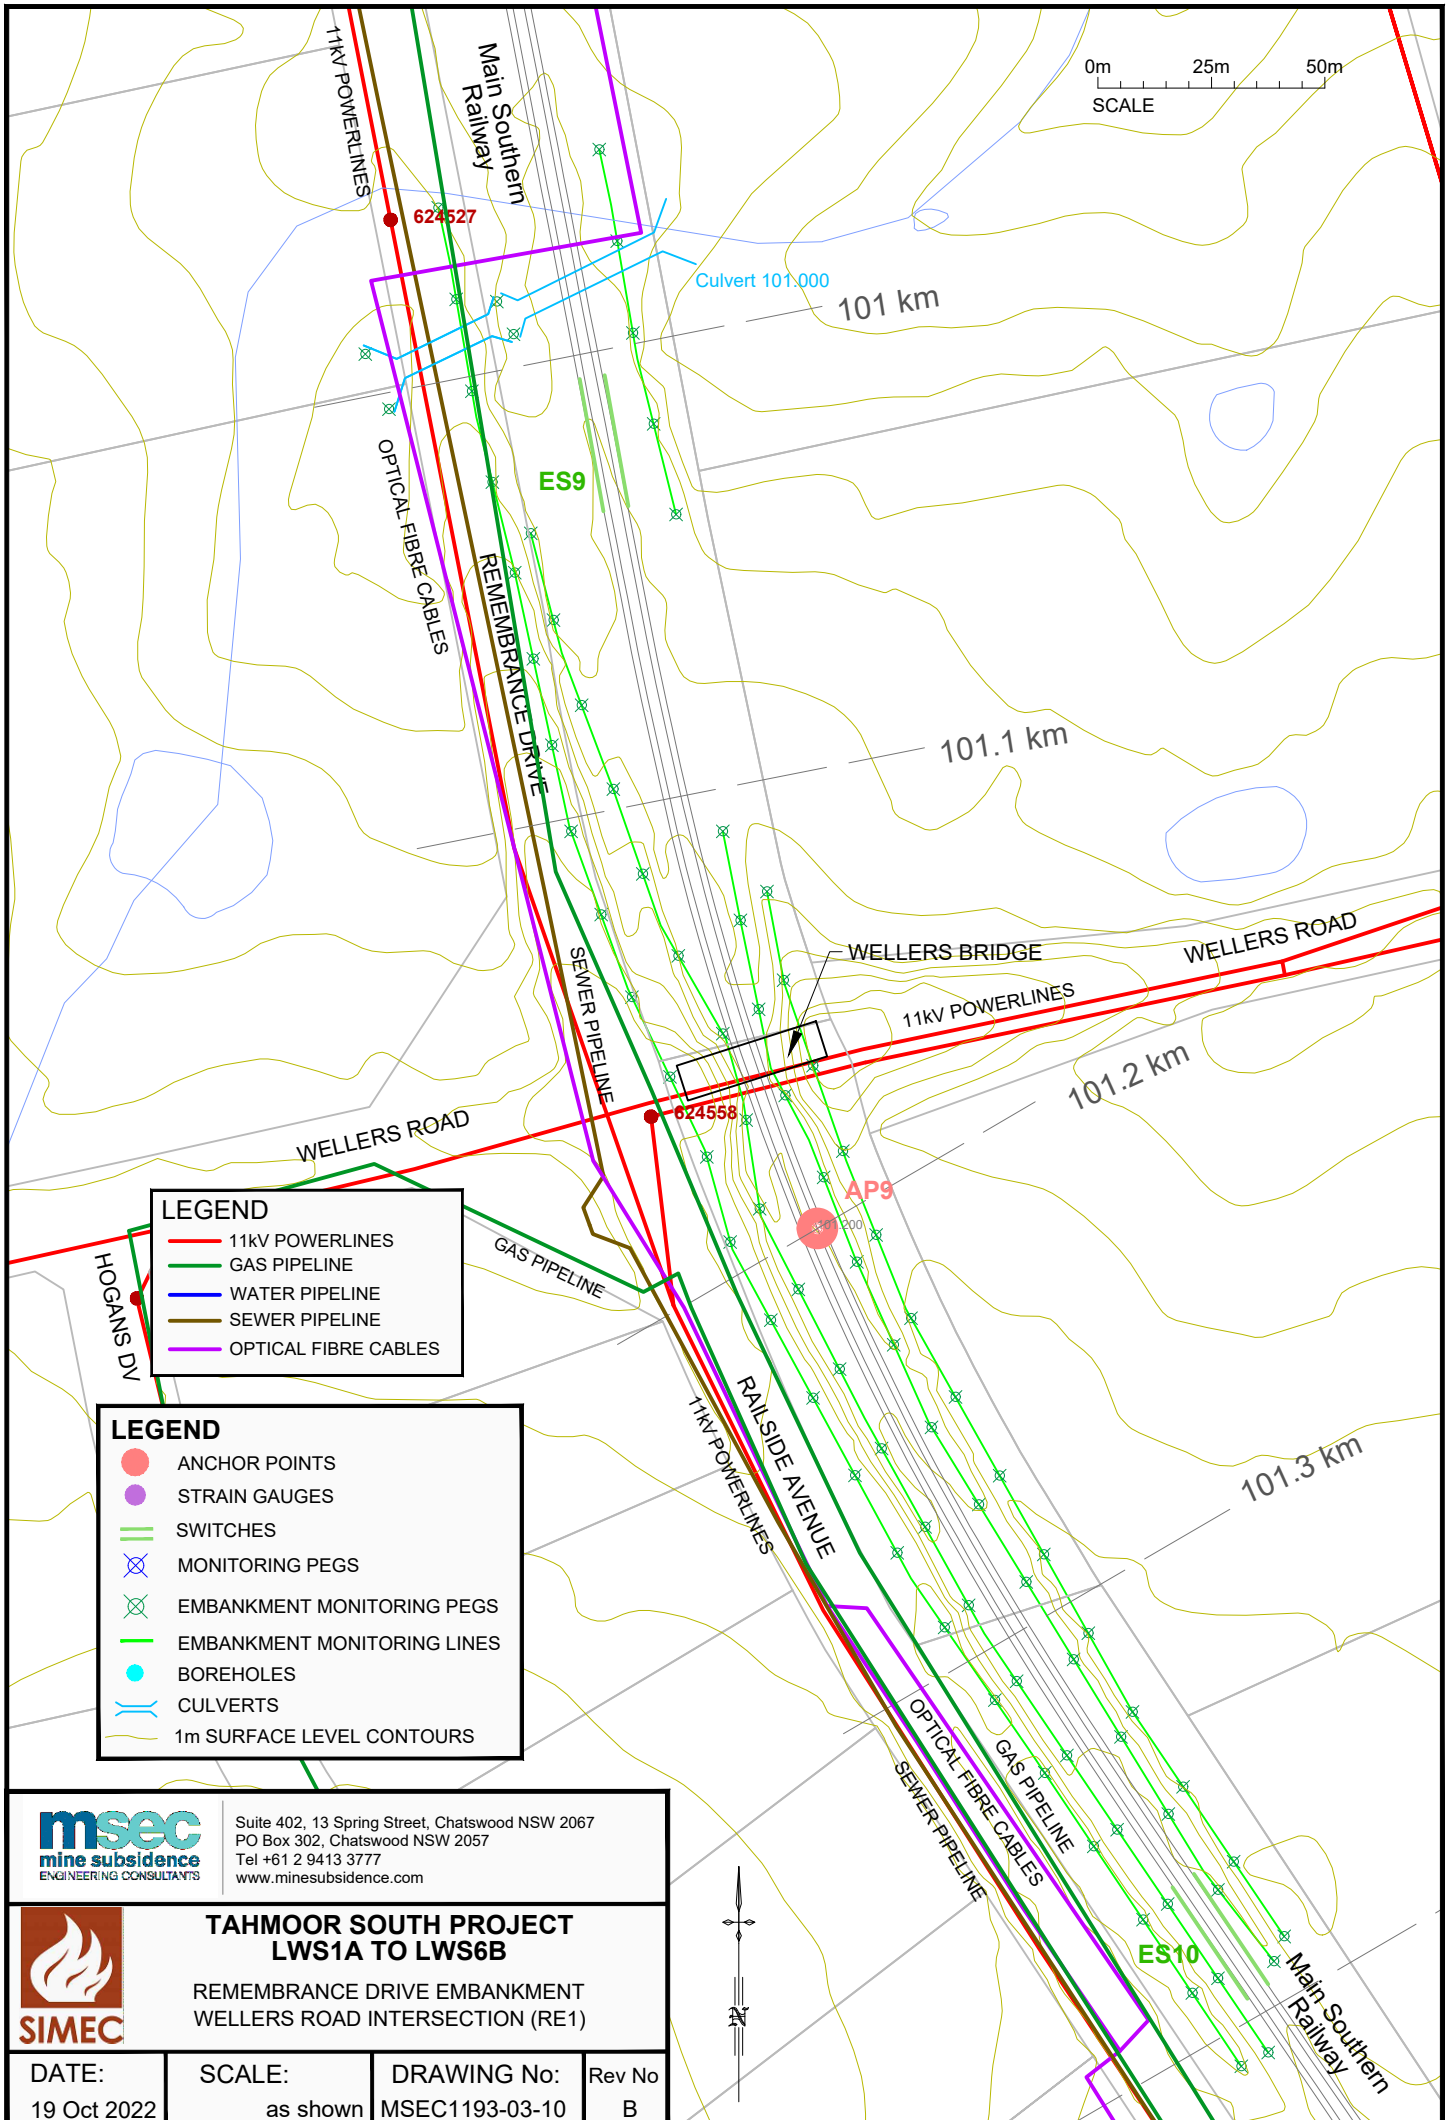 0m 25m 50m
SCALE
11kV POWERLINES
Main Southern
Railway
624527
Culvert 101.000
101 km
ES9
OPTICAL FIBRE CABLES
REMEMBRANCE DRIVE
101.1 km
SEWER PIPELINE
WELLERS BRIDGE
WELLERS ROAD
11kV POWERLINES
101.2 km
624558
WELLERS ROAD
AP9
101.200
GAS PIPELINE
HOGANS DV
LEGEND
11kV POWERLINES
GAS PIPELINE
WATER PIPELINE
SEWER PIPELINE
OPTICAL FIBRE CABLES
RAILSIDE AVENUE
11kV POWERLINES
101.3 km
LEGEND
ANCHOR POINTS
STRAIN GAUGES
SWITCHES
MONITORING PEGS
EMBANKMENT MONITORING PEGS
EMBANKMENT MONITORING LINES
BOREHOLES
CULVERTS
1m SURFACE LEVEL CONTOURS
OPTICAL FIBRE CABLES
GAS PIPELINE
SEWER PIPELINE
ES10
Main Southern
Railway
N
msec
mine subsidence
ENGINEERING CONSULTANTS
Suite 402, 13 Spring Street, Chatswood NSW 2067
PO Box 302, Chatswood NSW 2057
Tel +61 2 9413 3777
www.minesubsidence.com
SIMEC
TAHMOOR SOUTH PROJECT
LWS1A TO LWS6B
REMEMBRANCE DRIVE EMBANKMENT
WELLERS ROAD INTERSECTION (RE1)
DATE:
19 Oct 2022
SCALE:
as shown
DRAWING No:
MSEC1193-03-10
Rev No
B